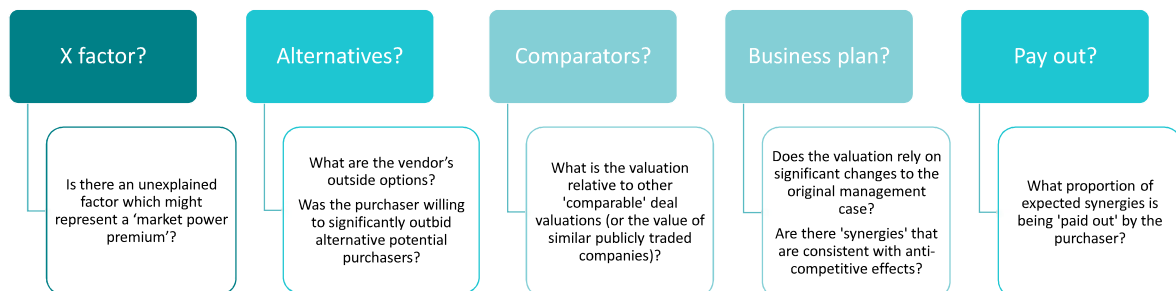 X factor?
Is there an unexplained
factor which might
represent a ‘market power
premium’?
Alternatives?
What are the vendor’s
outside options?
Was the purchaser willing
to significantly outbid
alternative potential
purchasers?
Comparators?
What is the valuation
relative to other
'comparable' deal
valuations (or the value of
similar publicly traded
companies)?
Business plan?
Does the valuation rely on
significant changes to the
original management
case?
Are there 'synergies' that
are consistent with anti-
competitive effects?
Pay out?
What proportion of
expected synergies is
being 'paid out' by the
purchaser?